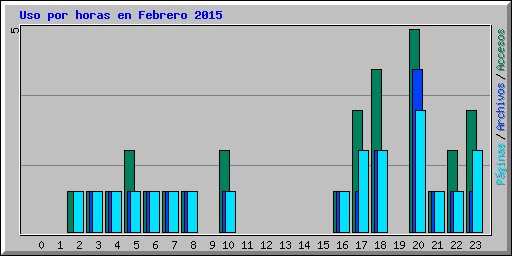 Uso por horas en Febrero 2015
5
Páginas / Archivos / Accesos
0 1 2 3 4 5 6 7 8 9 10 11 12 13 14 15 16 17 18 19 20 21 22 23